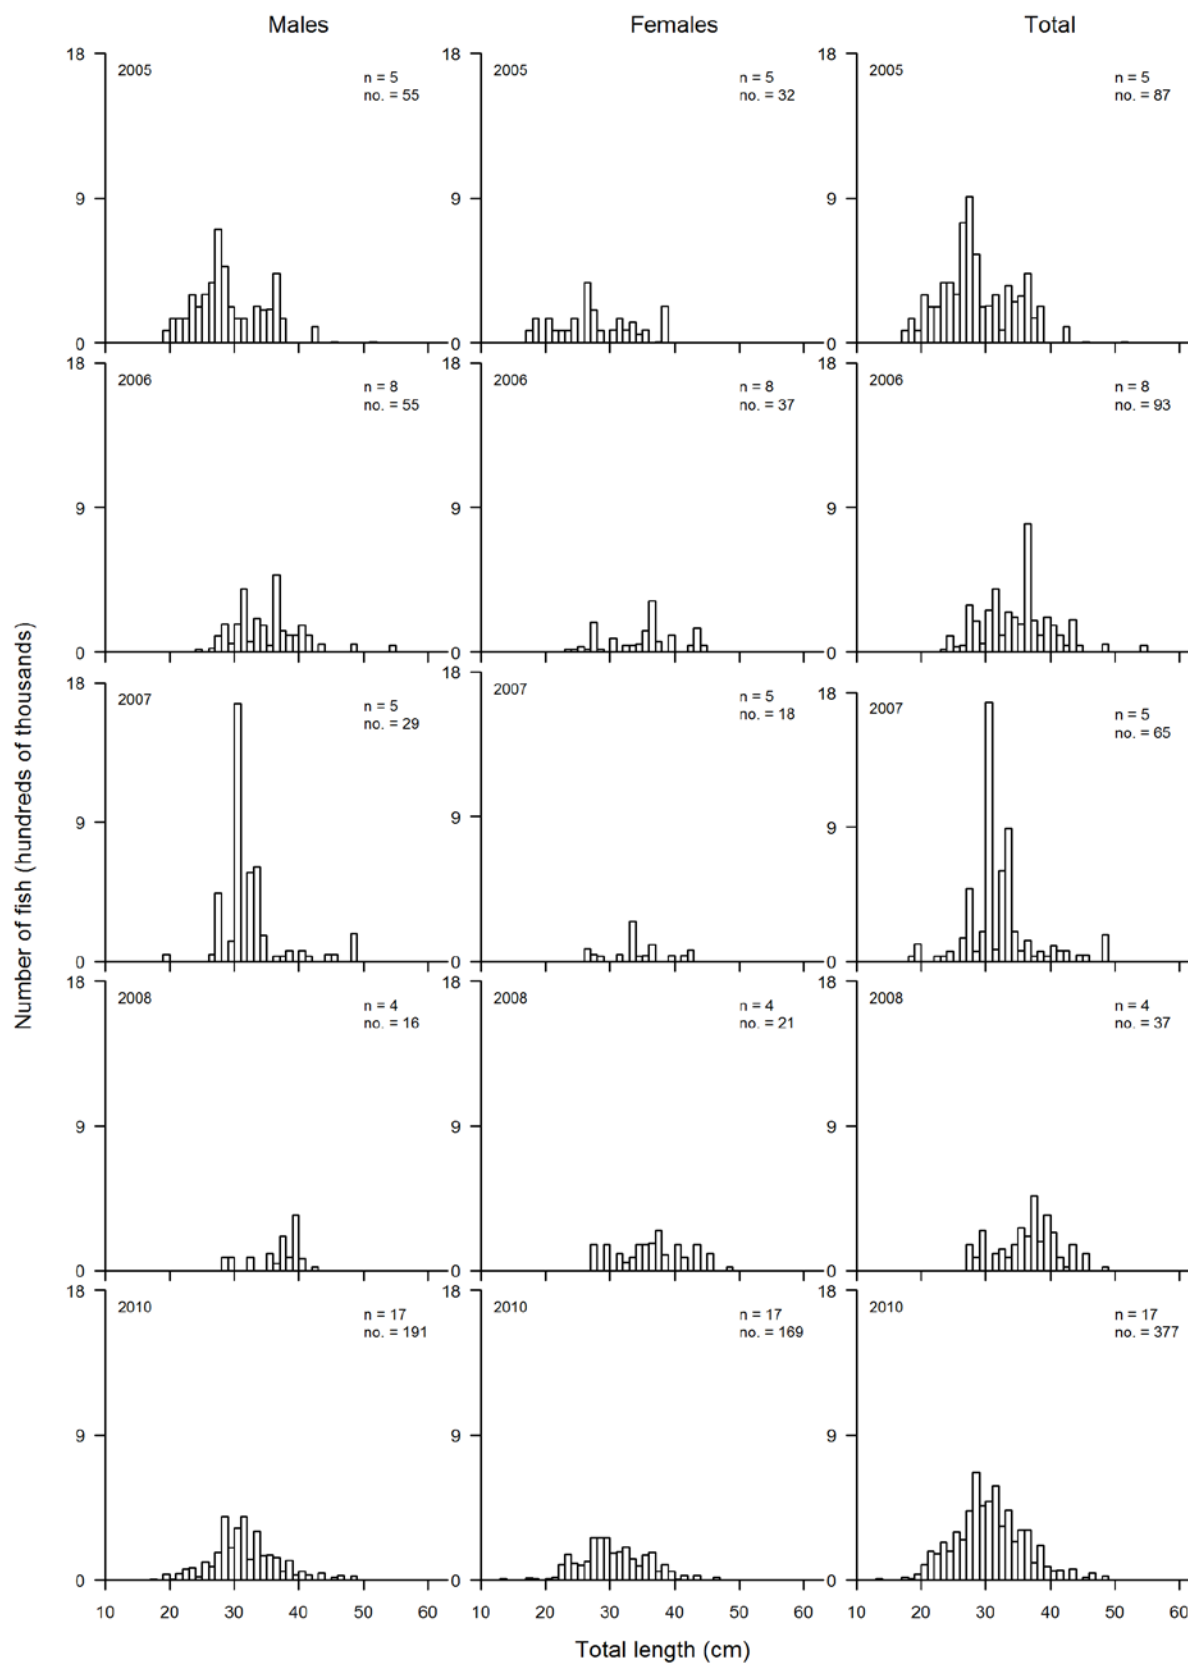 Males Females Total
18 18 18
2005 2005 2005
n = 5 n = 5 n = 5
no. = 55 no. = 32 no. = 87
9 9 9
0 0 0
18 18 18
2006 2006 2006
n = 8 n = 8 n = 8
no. = 55 no. = 37 no. = 93
9 9 9
0 0 0
18 18 18
2007 2007 2007
n = 5 n = 5 n = 5
no. = 29 no. = 18 no. = 65
9 9 9
0 0 0
18 18 18
2008 2008 2008
n = 4 n = 4 n = 4
no. = 16 no. = 21 no. = 37
9 9 9
0 0 0
18 18 18
2010 2010 2010
n = 17 n = 17 n = 17
no. = 191 no. = 169 no. = 377
9 9 9
0 0 0
10 20 30 40 50 60 10 20 30 40 50 60 10 20 30 40 50 60
Total length (cm)
Number of fish (hundreds of thousands)